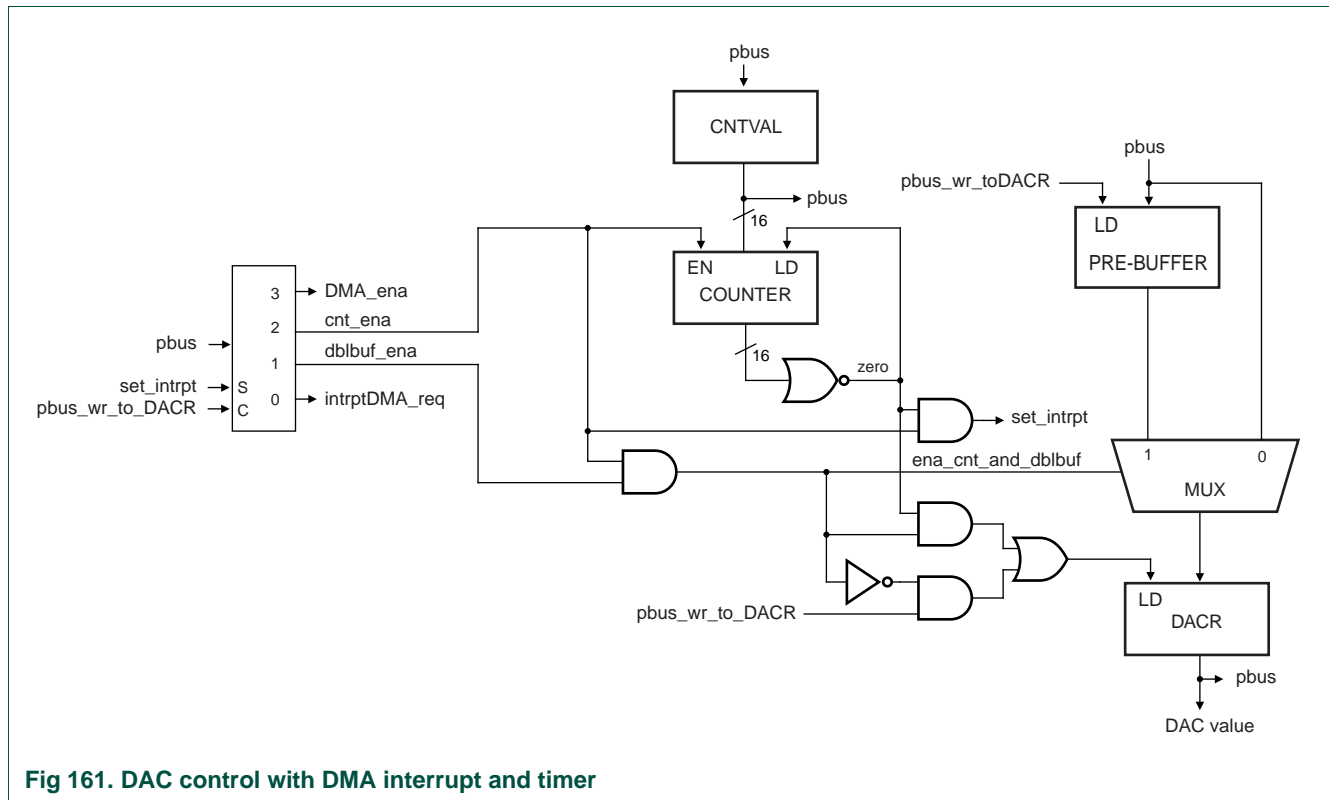 pbus
CNTVAL
pbus
16
pbus
pbus_wr_toDACR
LD
PRE-BUFFER
EN LD
COUNTER
16
zero
3 DMA_ena
2 cnt_ena
1 dblbuf_ena
0 intrptDMA_req
pbus
set_intrpt S
pbus_wr_to_DACR C
set_intrpt
ena_cnt_and_dblbuf
1 0
MUX
pbus_wr_to_DACR
LD
DACR
pbus
DAC value
Fig 161. DAC control with DMA interrupt and timer